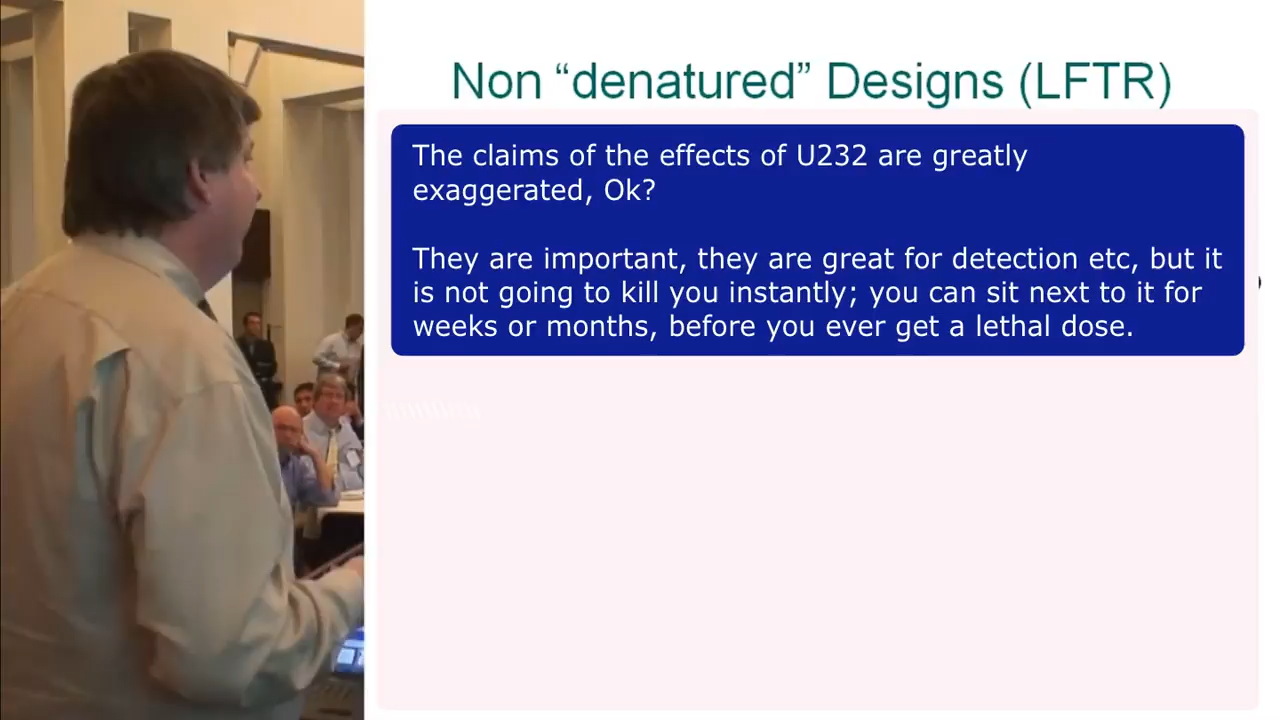 Non “denatured” Designs (LFTR)
The claims of the effects of U232 are greatly
exaggerated, Ok?
They are important, they are great for detection etc, but it
is not going to kill you instantly; you can sit next to it for
weeks or months, before you ever get a lethal dose.